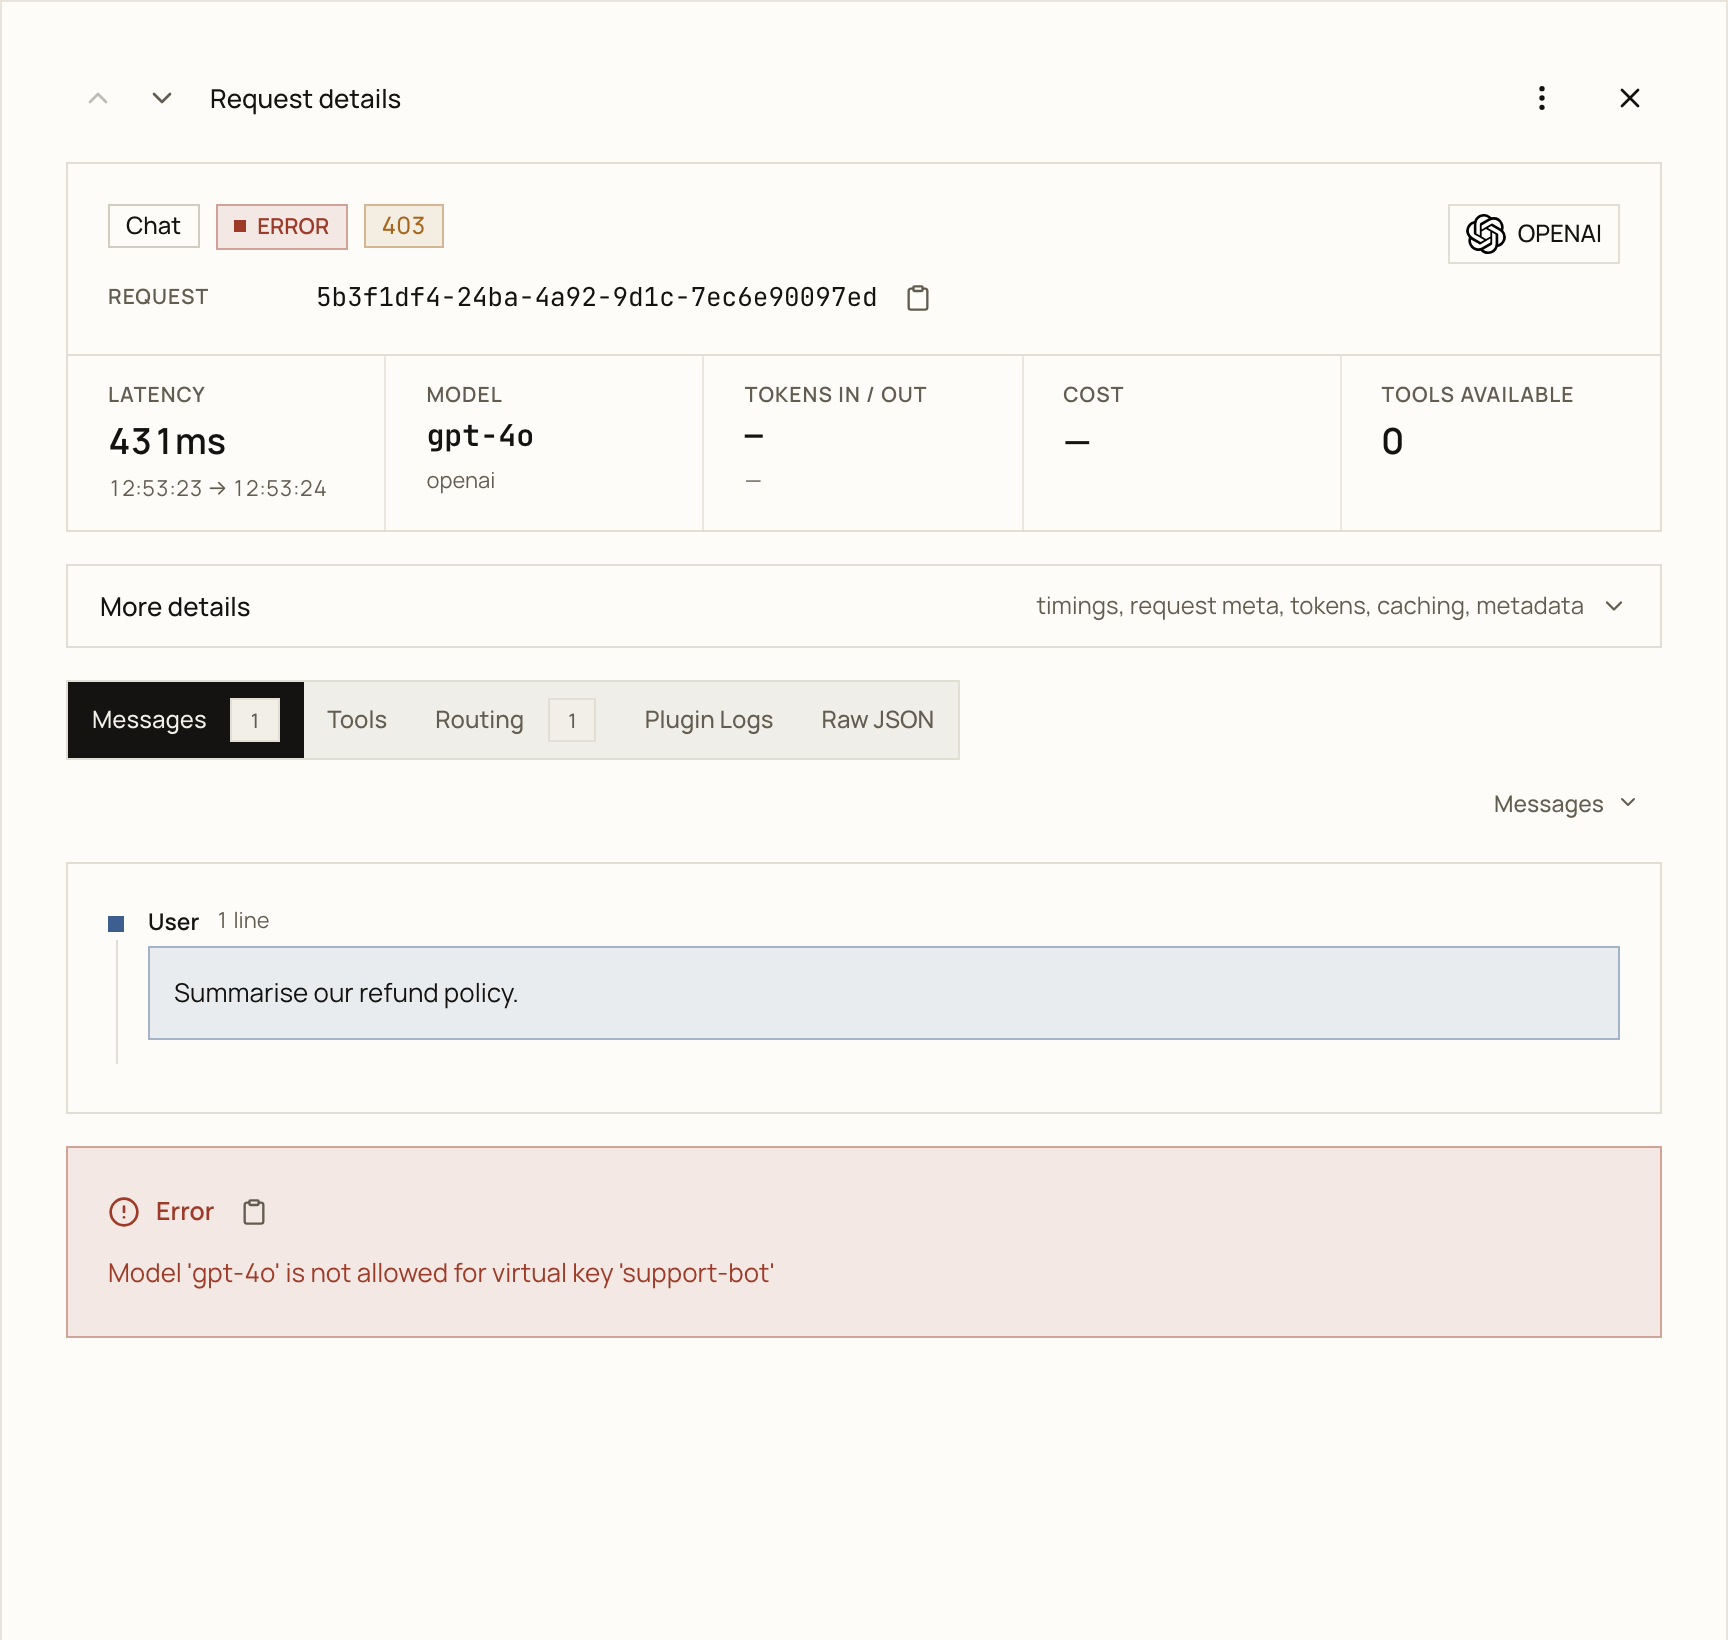 Request details
Chat
ERROR
403
OPENAI
REQUEST 5b3f1df4-24ba-4a92-9d1c-7ec6e90097ed
LATENCY
431ms
12:53:23 → 12:53:24
MODEL
gpt-4o
openai
TOKENS IN / OUT
–
–
COST
–
TOOLS AVAILABLE
0
More details
timings, request meta, tokens, caching, metadata
Messages 1
Tools
Routing 1
Plugin Logs
Raw JSON
Messages
User 1 line
Summarise our refund policy.
Error
Model 'gpt-4o' is not allowed for virtual key 'support-bot'